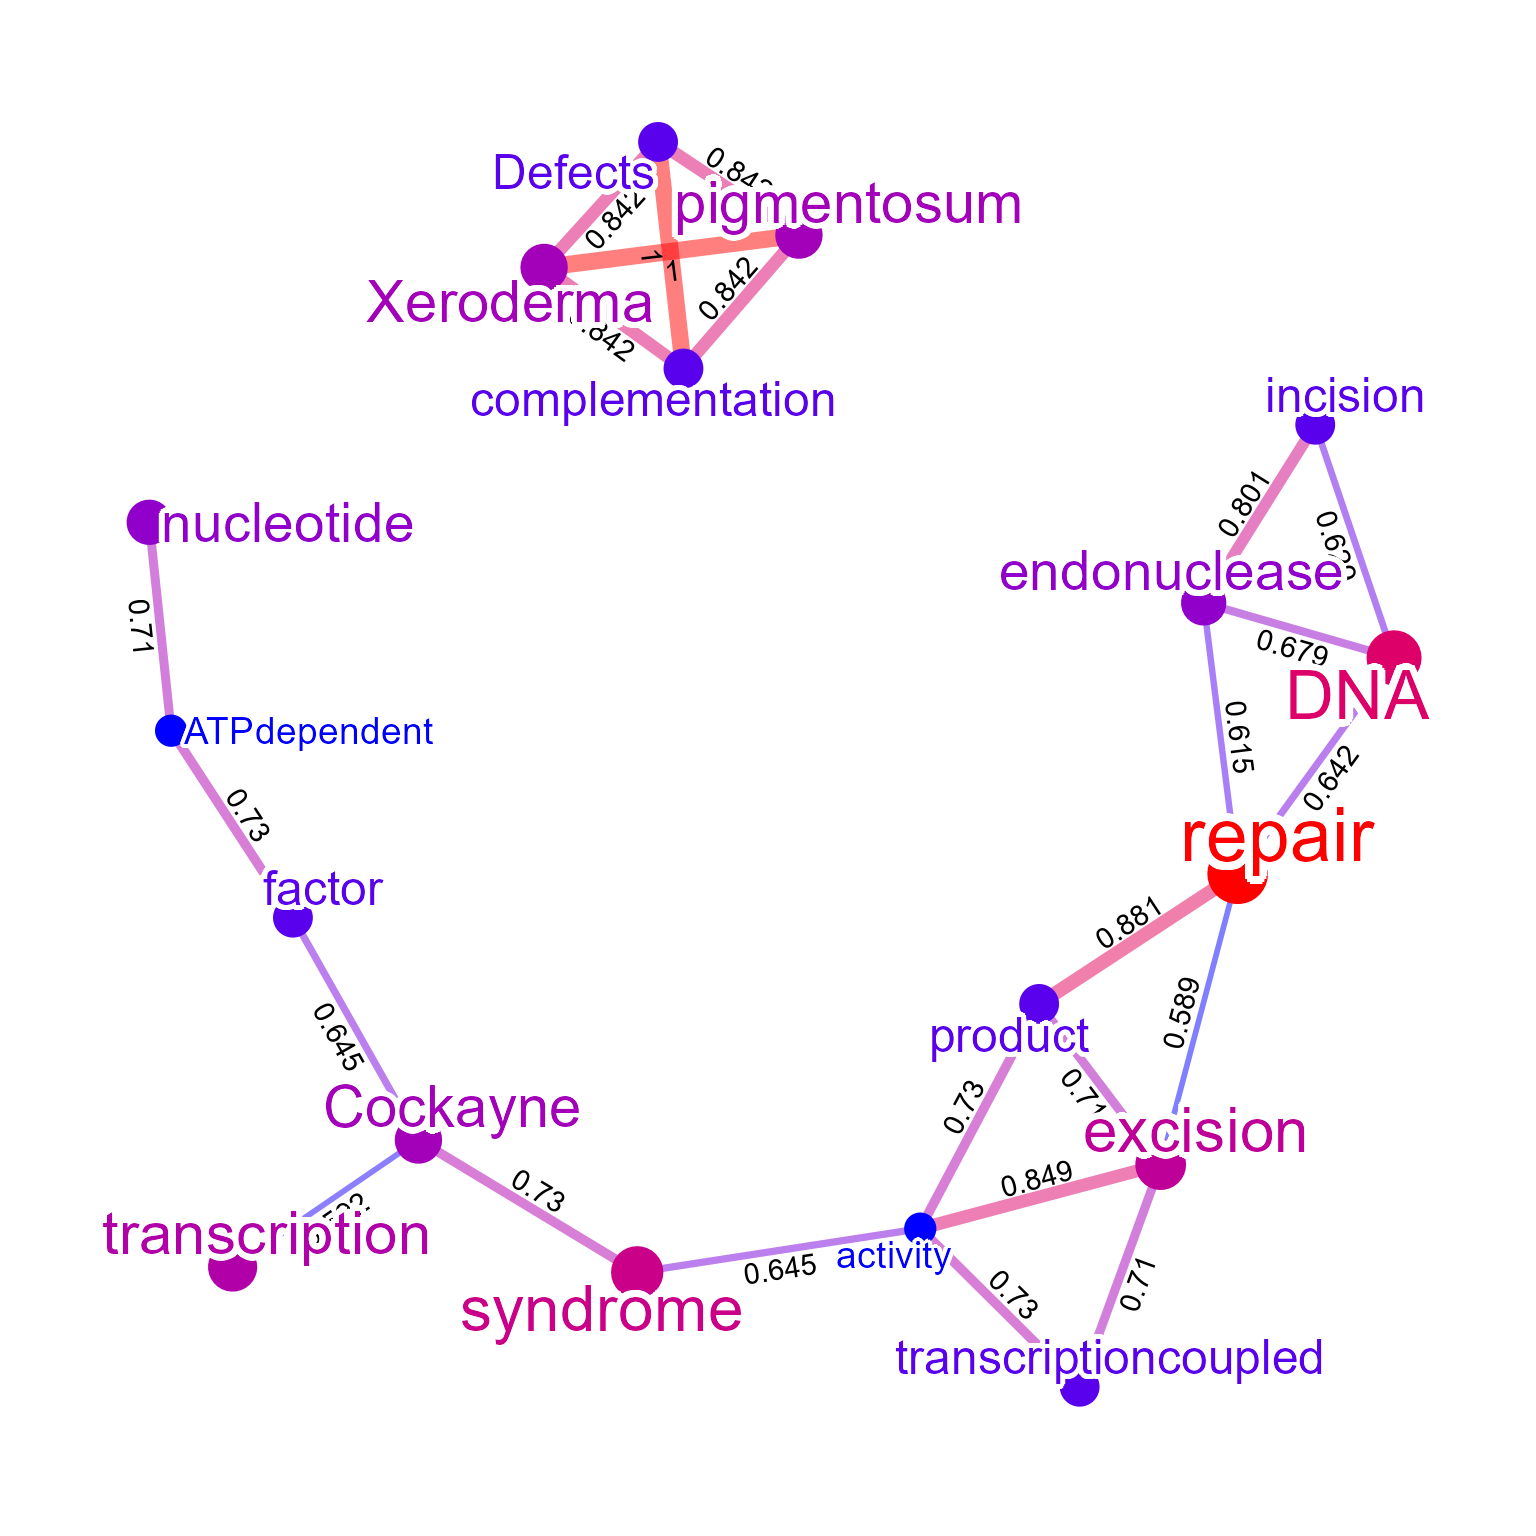 Defects
0.842
pigmentosum
0.842
1
1
0.842
Xeroderma
0.842
complementation
incision
0.801
nucleotide
endonuclease
0.71
0.679
DNA
0.615
ATPdependent
0.642
0.73
repair
factor
0.881
0.589
0.645
product
0.73
0.71
Cockayne
excision
0.849
0.73
transcription
activity
0.645
0.73
0.71
syndrome
transcriptioncoupled